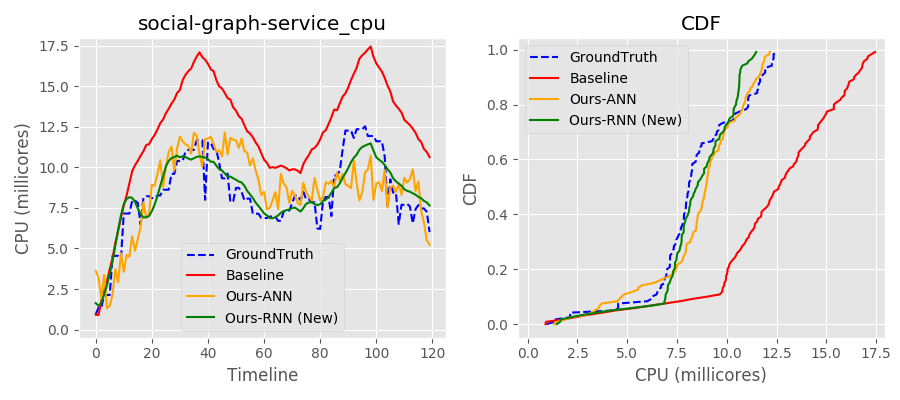 social-graph-service_cpu
17.5
15.0
12.5
10.0
7.5
5.0
2.5
0.0
CPU (millicores)
GroundTruth
Baseline
Ours-ANN
Ours-RNN (New)
0 20 40 60 80 100 120
Timeline
CDF
1.0
0.8
0.6
0.4
0.2
0.0
CDF
GroundTruth
Baseline
Ours-ANN
Ours-RNN (New)
0.0 2.5 5.0 7.5 10.0 12.5 15.0 17.5
CPU (millicores)